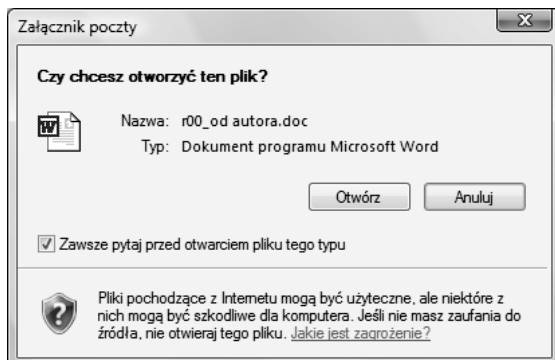 Załącznik poczty
Czy chcesz otworzyć ten plik?
Nazwa: r00_od autora.doc
Typ: Dokument programu Microsoft Word
Otwórz Anuluj
Zawsze pytaj przed otwarciem pliku tego typu
Pliki pochodzące z Internetu mogą być użyteczne, ale niektóre z
nich mogą być szkodliwe dla komputera. Jeśli nie masz zaufania do
źródła, nie otwieraj tego pliku. Jakie jest zagrożenie?